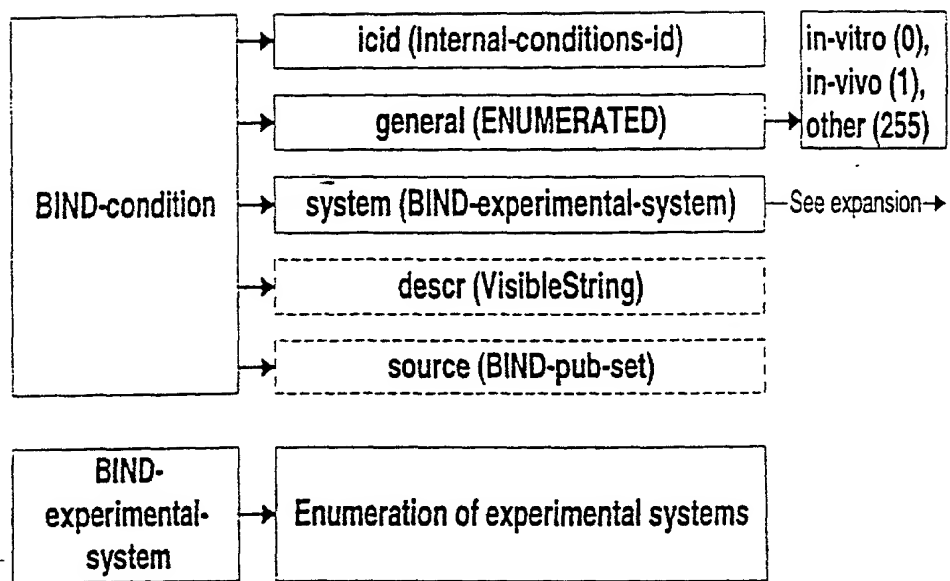 BIND-condition
icid (Internal-conditions-id)
general (ENUMERATED)
in-vitro (0),
in-vivo (1),
other (255)
system (BIND-experimental-system)
See expansion
descr (VisibleString)
source (BIND-pub-set)
BIND-
experimental-
system
Enumeration of experimental systems